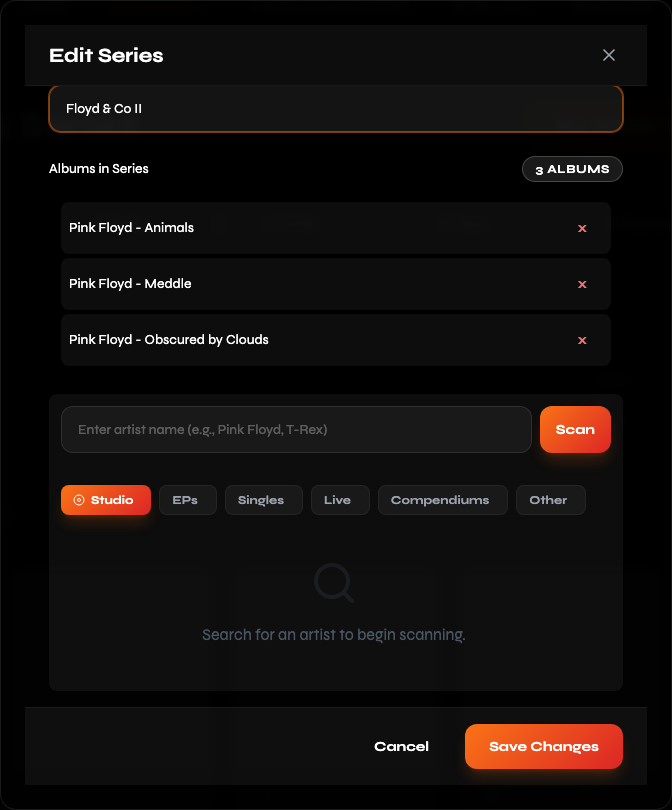 Edit Series
Floyd & Co II
Albums in Series
3 ALBUMS
Pink Floyd - Animals
x
Pink Floyd - Meddle
x
Pink Floyd - Obscured by Clouds
x
Enter artist name (e.g., Pink Floyd, T-Rex)
Scan
Studio
EPs
Singles
Live
Compendiums
Other
Search for an artist to begin scanning.
Cancel
Save Changes